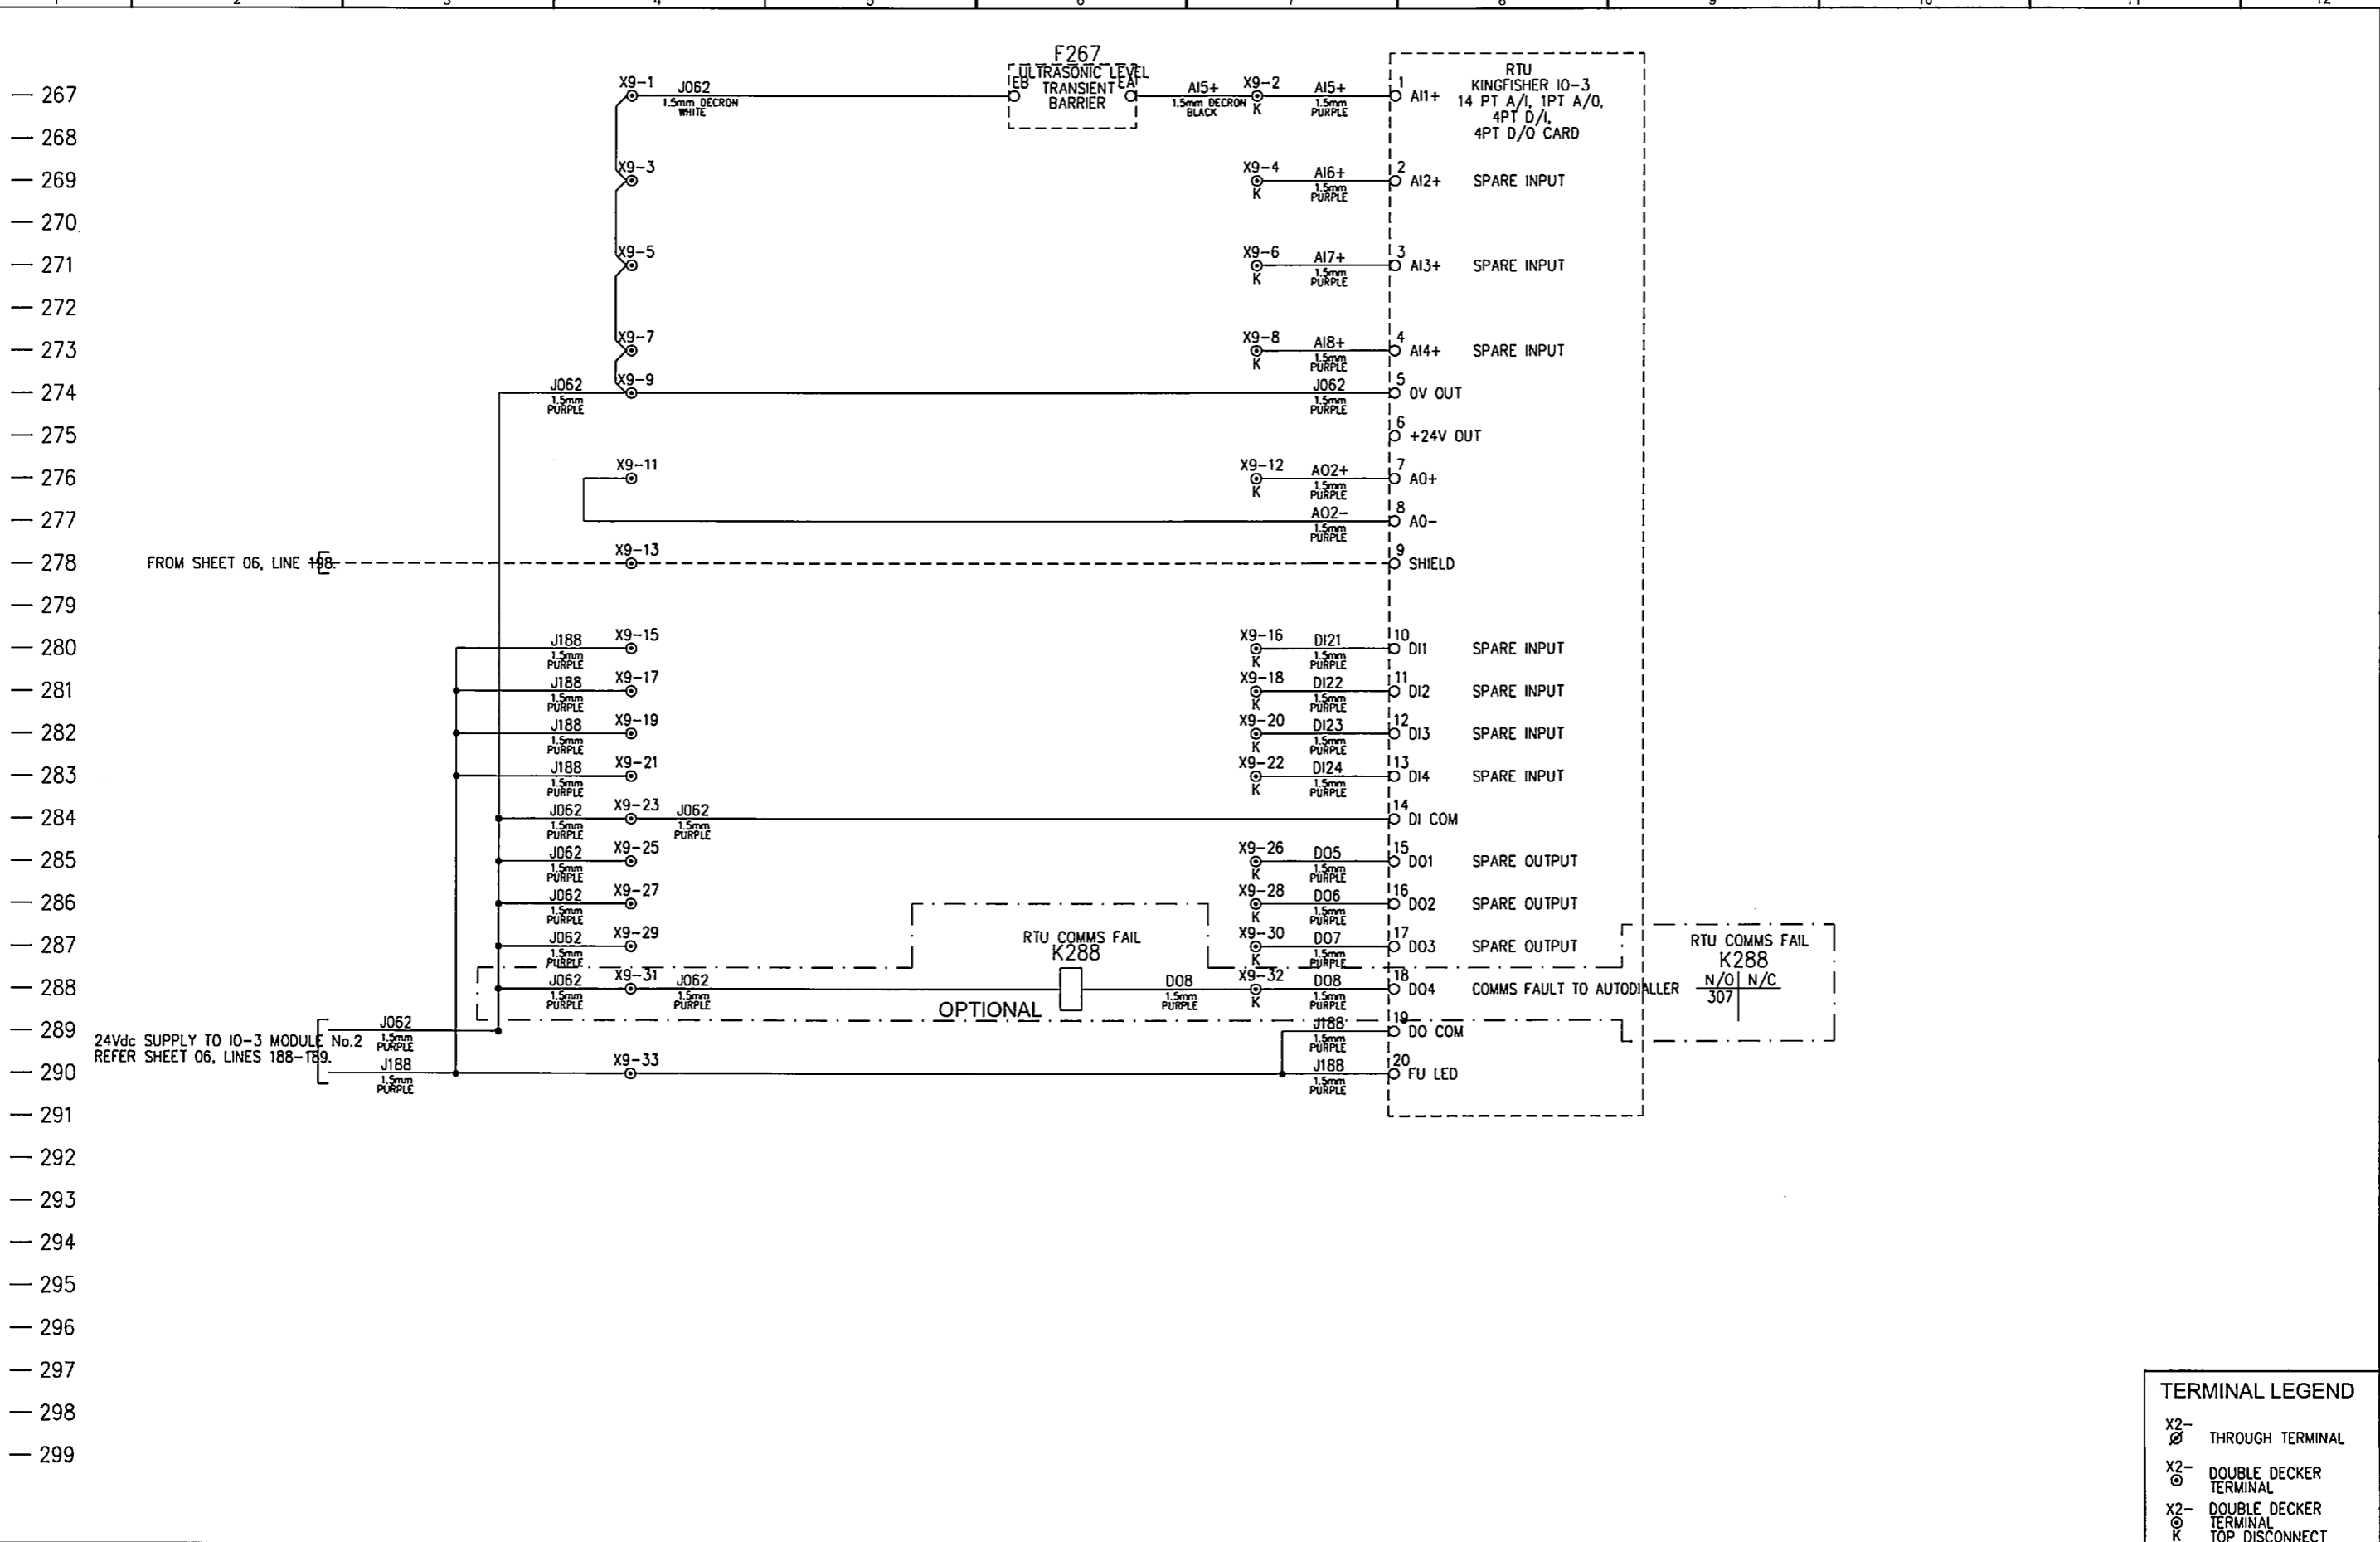 1 2 3 4 5 6 7 8 9 10 11 12
F267
ULTRASONIC LEVEL
EB TRANSIENT EA
BARRIER
RTU
KINGFISHER IO-3
14 PT A/I, 1PT A/O,
4PT D/I,
4PT D/O CARD
— 267
X9-1 J062
1.5mm DECRON
WHITE
AI5+
1.5mm DECRON
BLACK
X9-2
K
AI5+
1.5mm
PURPLE
1 AI1+
— 268
— 269
X9-3
X9-4
K
AI6+
1.5mm
PURPLE
2 AI2+ SPARE INPUT
— 270
— 271
X9-5
X9-6
K
AI7+
1.5mm
PURPLE
3 AI3+ SPARE INPUT
— 272
— 273
X9-7
X9-8
K
AI8+
1.5mm
PURPLE
4 AI4+ SPARE INPUT
— 274
J062
1.5mm
PURPLE
X9-9
J062
1.5mm
PURPLE
5 0V OUT
— 275
6 +24V OUT
— 276
X9-11
X9-12
K
AO2+
1.5mm
PURPLE
7 AO+
— 277
AO2-
1.5mm
PURPLE
8 AO-
— 278
FROM SHEET 06, LINE 198.
X9-13
9 SHIELD
— 279
— 280
J188
1.5mm
PURPLE
X9-15
X9-16
K
DI21
1.5mm
PURPLE
10 DI1 SPARE INPUT
— 281
J188
1.5mm
PURPLE
X9-17
X9-18
K
DI22
1.5mm
PURPLE
11 DI2 SPARE INPUT
— 282
J188
1.5mm
PURPLE
X9-19
X9-20
K
DI23
1.5mm
PURPLE
12 DI3 SPARE INPUT
— 283
J188
1.5mm
PURPLE
X9-21
X9-22
K
DI24
1.5mm
PURPLE
13 DI4 SPARE INPUT
— 284
J062
1.5mm
PURPLE
X9-23
J062
1.5mm
PURPLE
14 DI COM
— 285
J062
1.5mm
PURPLE
X9-25
X9-26
K
DO5
1.5mm
PURPLE
15 DO1 SPARE OUTPUT
— 286
J062
1.5mm
PURPLE
X9-27
X9-28
K
DO6
1.5mm
PURPLE
16 DO2 SPARE OUTPUT
— 287
J062
1.5mm
PURPLE
X9-29
RTU COMMS FAIL
K288
X9-30
K
DO7
1.5mm
PURPLE
17 DO3 SPARE OUTPUT
RTU COMMS FAIL
K288
N/O N/C
307
— 288
J062
1.5mm
PURPLE
X9-31
J062
1.5mm
PURPLE
OPTIONAL
DO8
1.5mm
PURPLE
X9-32
K
DO8
1.5mm
PURPLE
18 DO4 COMMS FAULT TO AUTODIALLER
— 289
24Vdc SUPPLY TO IO-3 MODULE No.2
REFER SHEET 06, LINES 188-189.
J062
1.5mm
PURPLE
J188
1.5mm
PURPLE
19 DO COM
— 290
J188
1.5mm
PURPLE
X9-33
J188
1.5mm
PURPLE
20 FU LED
— 291
— 292
— 293
— 294
— 295
— 296
— 297
— 298
— 299
TERMINAL LEGEND
X2-
THROUGH TERMINAL
X2- DOUBLE DECKER
TERMINAL
X2- DOUBLE DECKER
TERMINAL
K TOP DISCONNECT